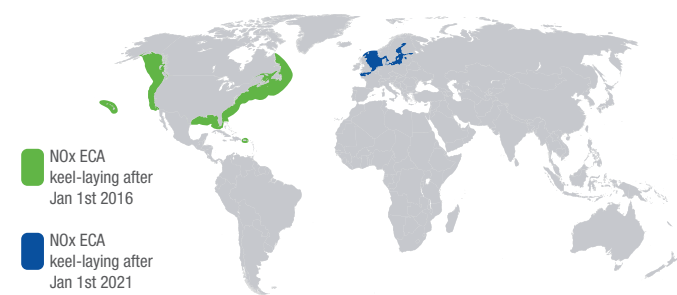 NOx ECA
keel-laying after
Jan 1st 2016
NOx ECA
keel-laying after
Jan 1st 2021